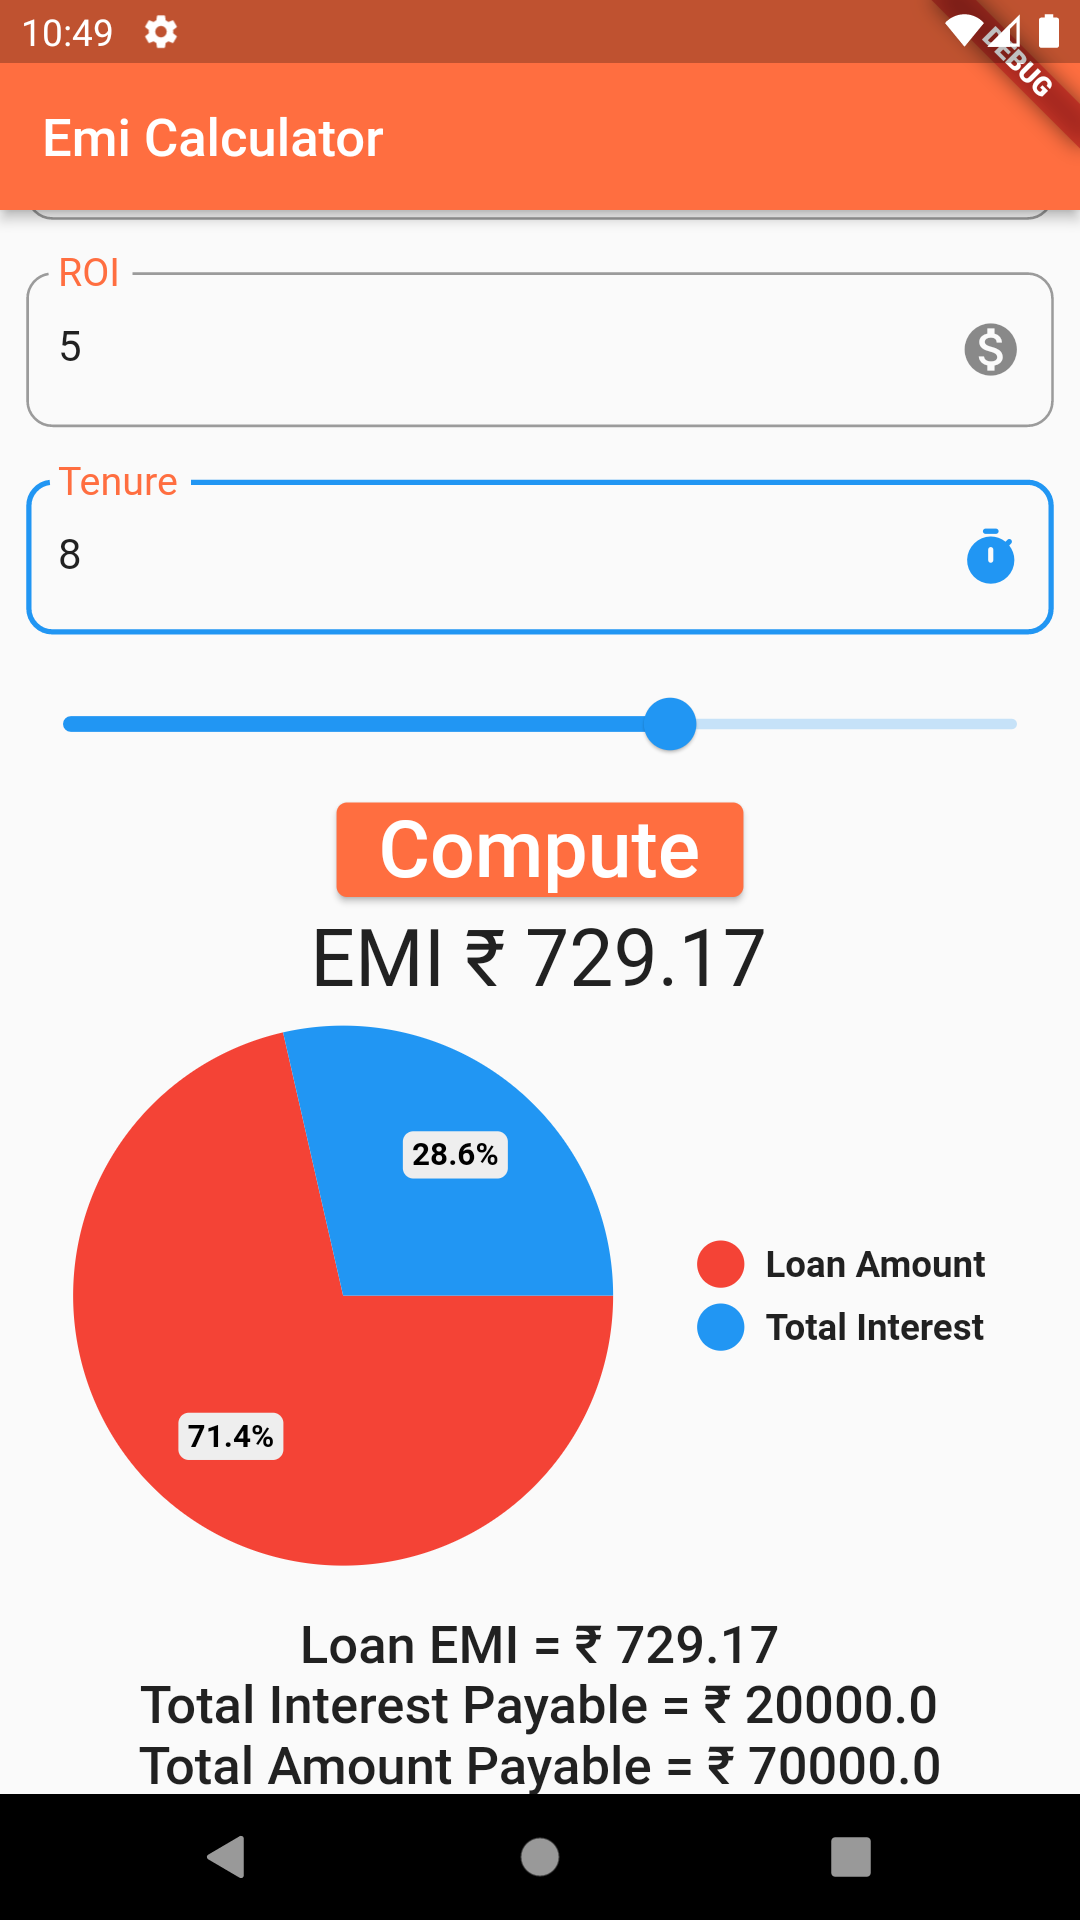 10:49
DEBUG
Emi Calculator
ROI
5
Tenure
8
Compute
EMI ₹ 729.17
28.6%
71.4%
Loan Amount
Total Interest
Loan EMI = ₹ 729.17
Total Interest Payable = ₹ 20000.0
Total Amount Payable = ₹ 70000.0